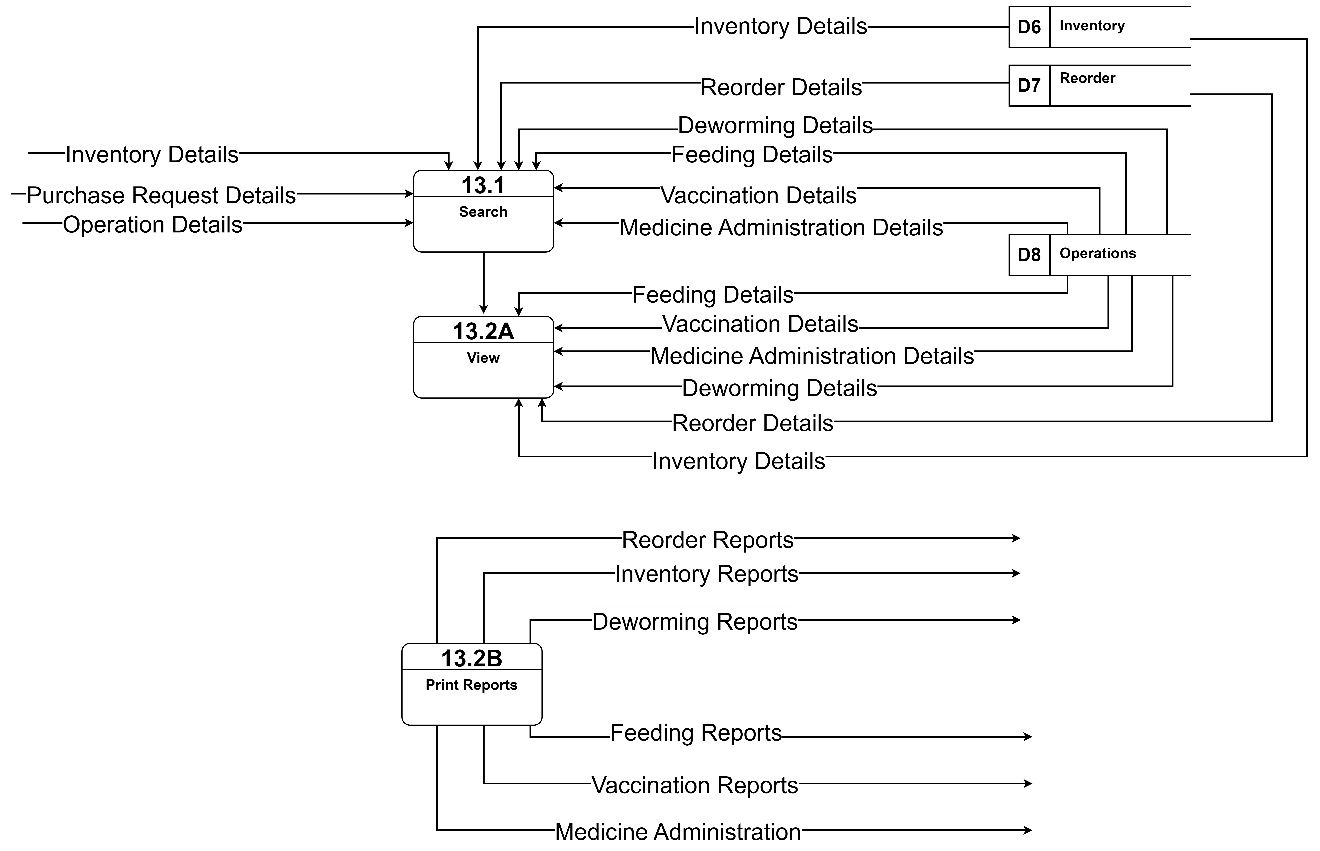 Inventory Details
D6 Inventory
Reorder Details
D7 Reorder
Deworming Details
Inventory Details
Feeding Details
Purchase Request Details
13.1
Vaccination Details
Search
Operation Details
Medicine Administration Details
D8 Operations
Feeding Details
13.2A
Vaccination Details
View
Medicine Administration Details
Deworming Details
Reorder Details
Inventory Details
Reorder Reports
Inventory Reports
Deworming Reports
13.2B
Print Reports
Feeding Reports
Vaccination Reports
Medicine Administration